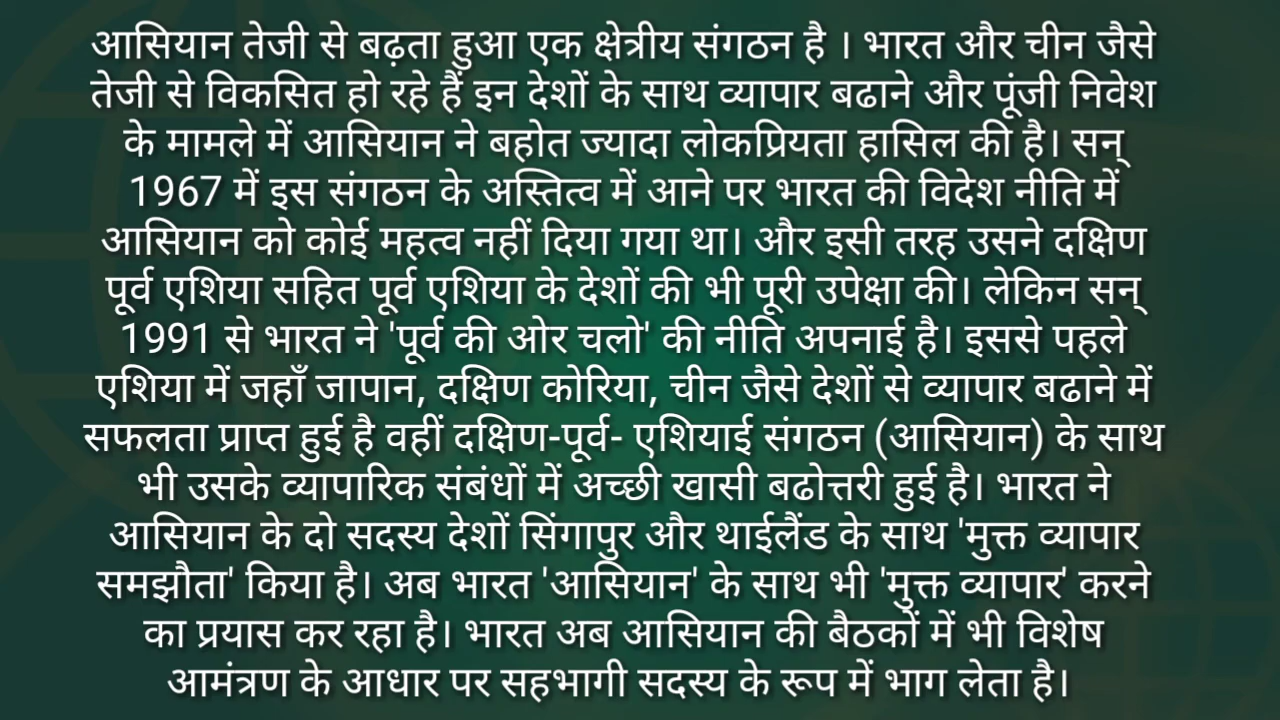 आसियान तेजी से बढ़ता हुआ एक क्षेत्रीय संगठन है । भारत और चीन जैसे
तेजी से विकसित हो रहे हैं इन देशों के साथ व्यापार बढाने और पूंजी निवेश
के मामले में आसियान ने बहोत ज्यादा लोकप्रियता हासिल की है। सन्
1967 में इस संगठन के अस्तित्व में आने पर भारत की विदेश नीति में
आसियान को कोई महत्व नहीं दिया गया था। और इसी तरह उसने दक्षिण
पूर्व एशिया सहित पूर्व एशिया के देशों की भी पूरी उपेक्षा की। लेकिन सन्
1991 से भारत ने 'पूर्व की ओर चलो' की नीति अपनाई है। इससे पहले
एशिया में जहाँ जापान, दक्षिण कोरिया, चीन जैसे देशों से व्यापार बढाने में
सफलता प्राप्त हुई है वहीं दक्षिण-पूर्व- एशियाई संगठन (आसियान) के साथ
भी उसके व्यापारिक संबंधों में अच्छी खासी बढोत्तरी हुई है। भारत ने
आसियान के दो सदस्य देशों सिंगापुर और थाईलैंड के साथ 'मुक्त व्यापार
समझौता' किया है। अब भारत 'आसियान' के साथ भी 'मुक्त व्यापार' करने
का प्रयास कर रहा है। भारत अब आसियान की बैठकों में भी विशेष
आमंत्रण के आधार पर सहभागी सदस्य के रूप में भाग लेता है।